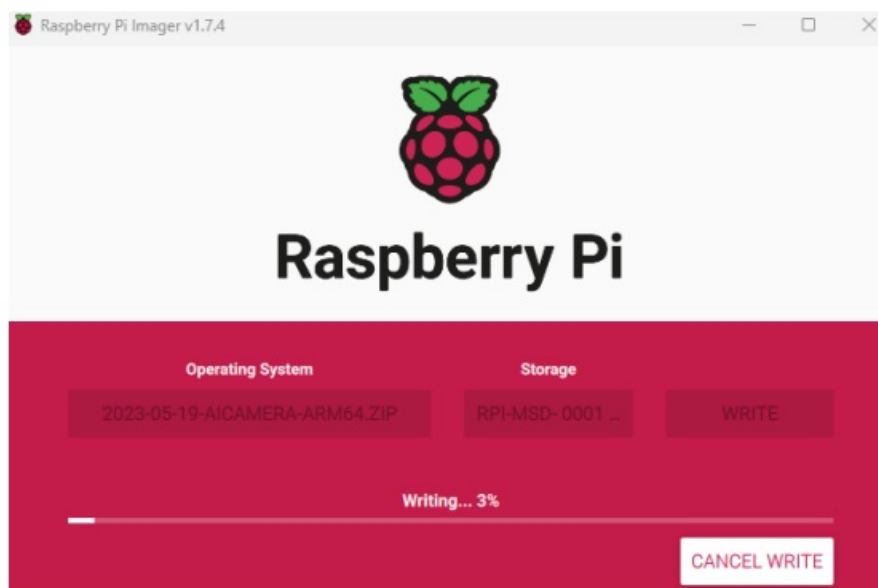 Raspberry Pi Imager v1.7.4
Raspberry Pi
Operating System
Storage
2023-05-19-AICAMERA-ARM64.ZIP
RPI-MSD- 0001 ...
WRITE
Writing... 3%
CANCEL WRITE